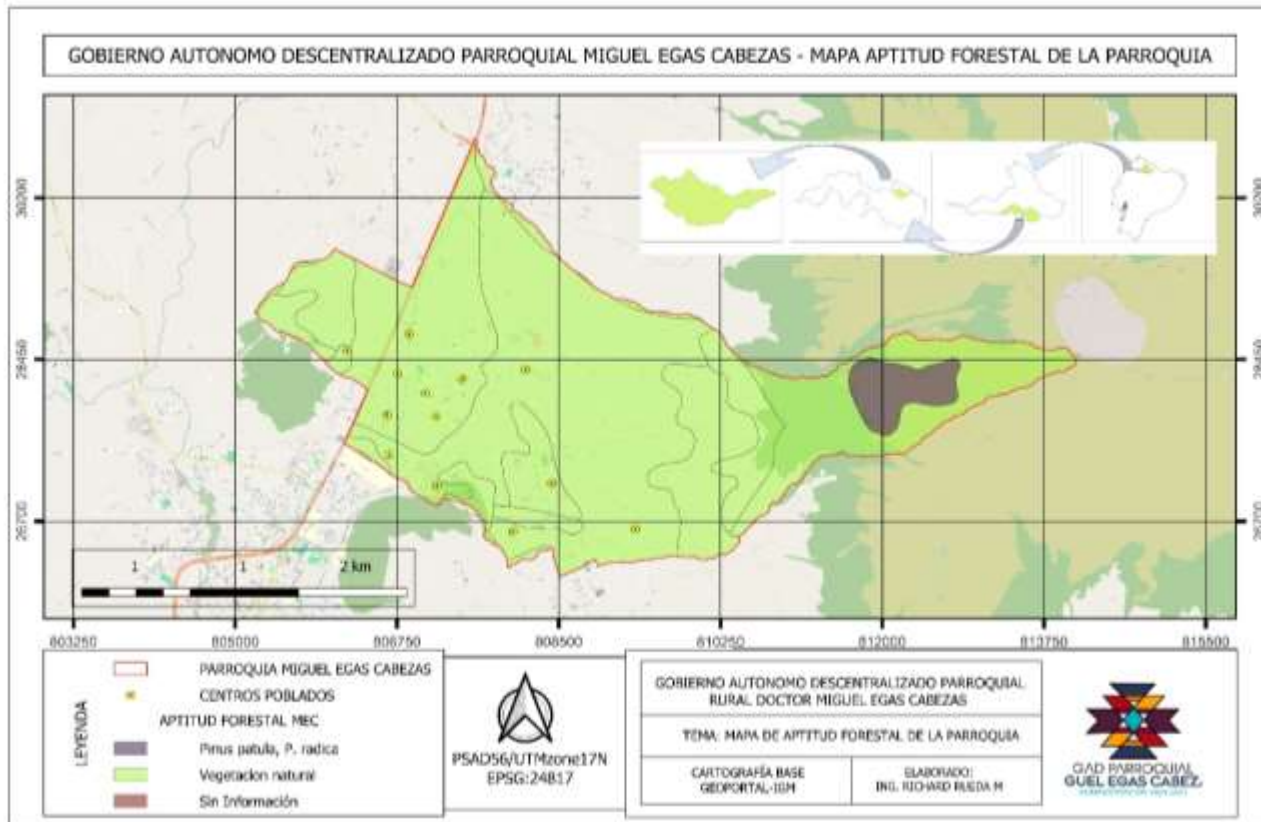 GOBIERNO AUTONOMO DESCENTRALIZADO PARROQUIAL MIGUEL EGAS CABEZAS - MAPA APTITUD FORESTAL DE LA PARROQUIA
30200
30200
28450
28450
26700
26700
1 1 2 km
803250 805000 806750 808500 810250 812000 813750 815500
LEYENDA
PARROQUIA MIGUEL EGAS CABEZAS
CENTROS POBLADOS
APTITUD FORESTAL MEC
Pinus patula, P. radica
Vegetacion natural
Sin Información
PSAD56/UTMzone17N
EPSG:24817
GOBIERNO AUTONOMO DESCENTRALIZADO PARROQUIAL
RURAL DOCTOR MIGUEL EGAS CABEZAS
TEMA: MAPA DE APTITUD FORESTAL DE LA PARROQUIA
CARTOGRAFÍA BASE
GEOPORTAL-IGM
ELABORADO:
ING. RICHARD RUEDA M
GAD PARROQUIAL
GUEL EGAS CABEZ.